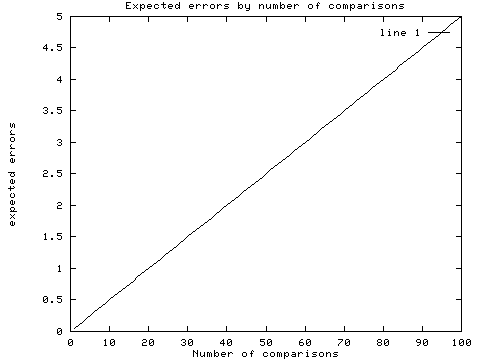 Expected errors by number of comparisons
line 1
5
4.5
4
3.5
3
2.5
2
1.5
1
0.5
0
expected errors
0 10 20 30 40 50 60 70 80 90 100
Number of comparisons